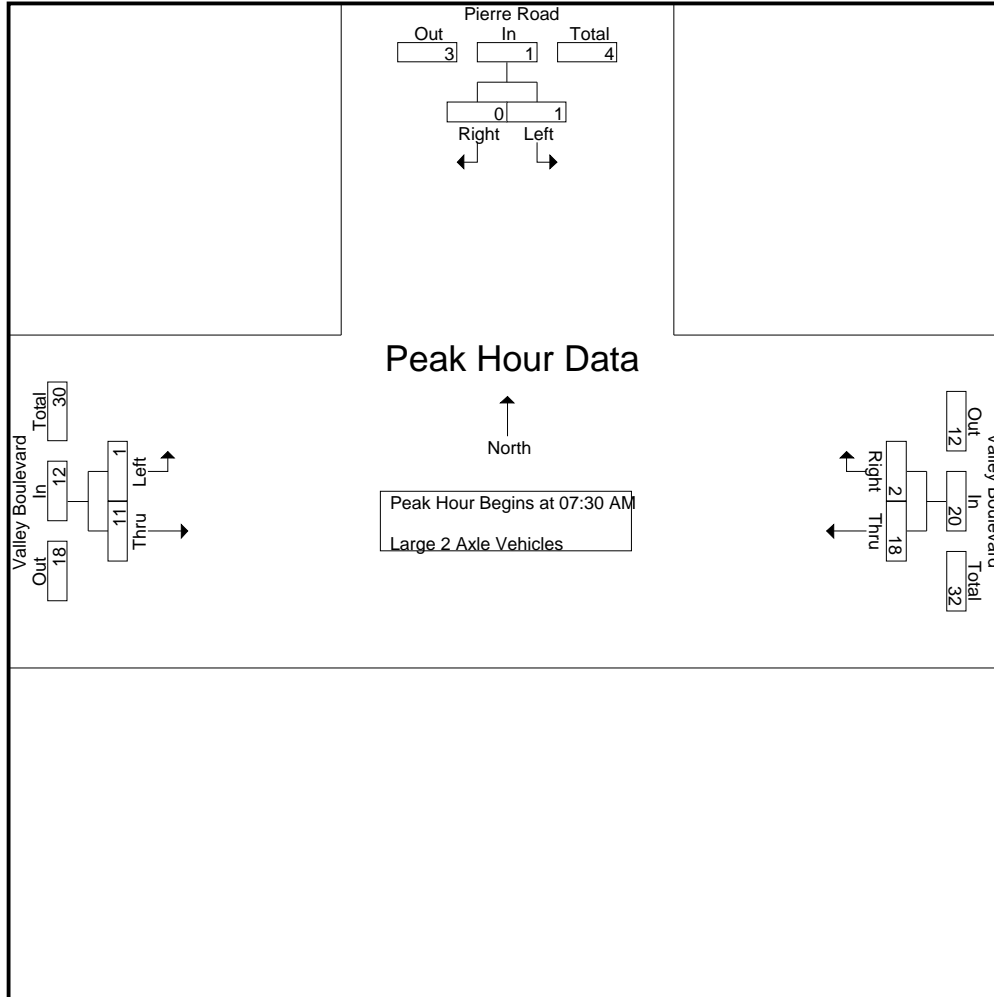 Pierre Road
Out In Total
3 1 4
0 1
Right Left
Peak Hour Data
North
Peak Hour Begins at 07:30 AM
Large 2 Axle Vehicles
Valley Boulevard
Out In Total
18 12 30
11 1
Thru Left
Valley Boulevard
Out In Total
12 20 32
2 18
Right Thru